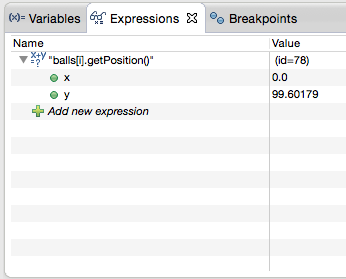 (x)= Variables Expressions Breakpoints
Name Value
x+y =? "balls[i].getPosition()" (id=78)
x 0.0
y 99.60179
Add new expression